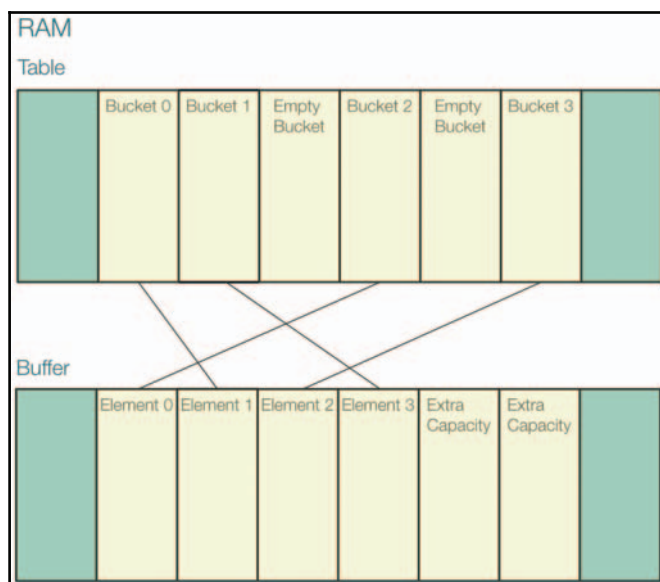 RAM
Table
Bucket 0
Bucket 1
Empty
Bucket
Bucket 2
Empty
Bucket
Bucket 3
Buffer
Element 0
Element 1
Element 2
Element 3
Extra
Capacity
Extra
Capacity